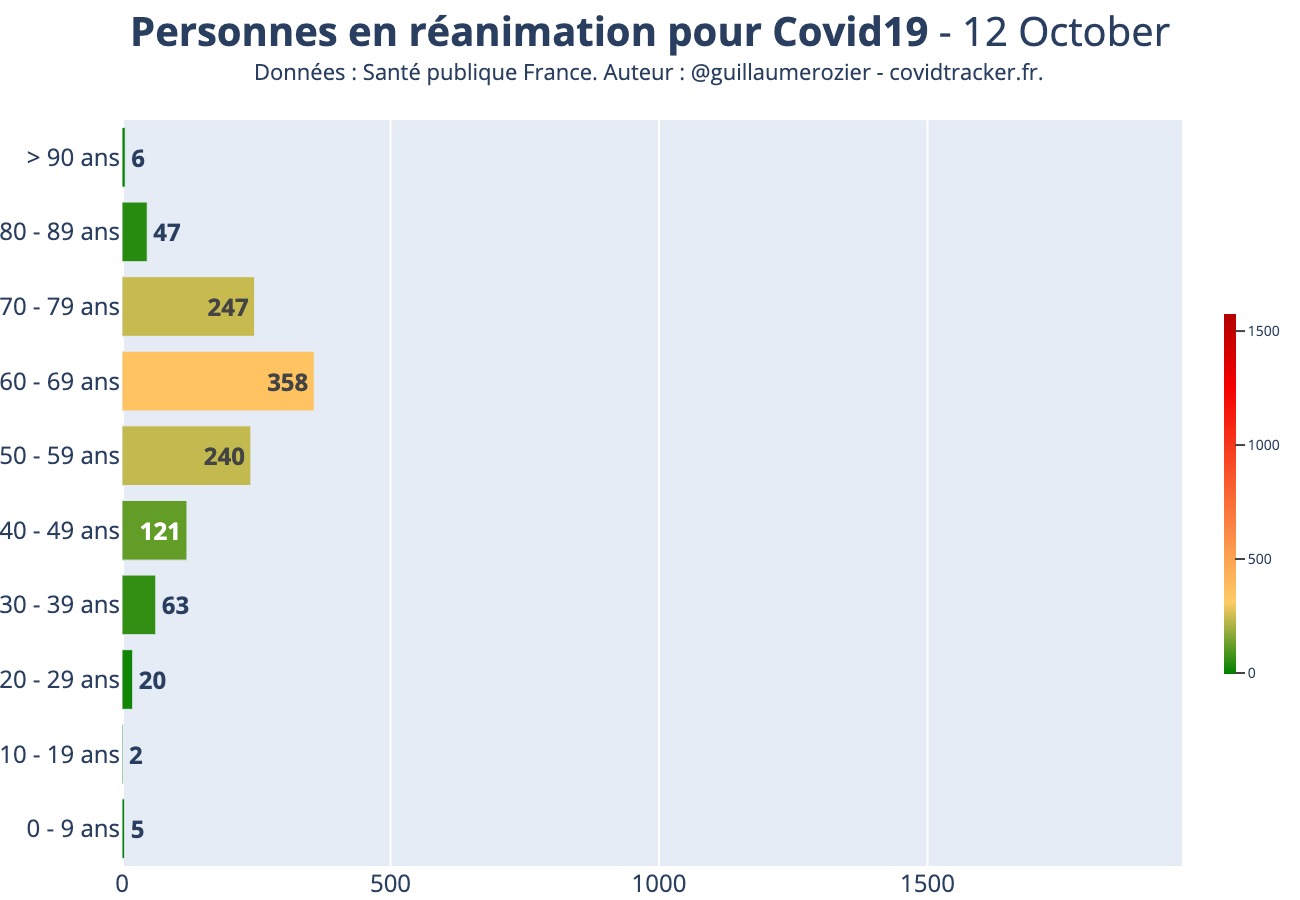 Personnes en réanimation pour Covid19 - 12 October
Données : Santé publique France. Auteur : @guillaumerozier - covidtracker.fr.
> 90 ans 6
80 - 89 ans 47
70 - 79 ans 247
60 - 69 ans 358
50 - 59 ans 240
40 - 49 ans 121
30 - 39 ans 63
20 - 29 ans 20
10 - 19 ans 2
0 - 9 ans 5
0 500 1000 1500
1500
1000
500
0